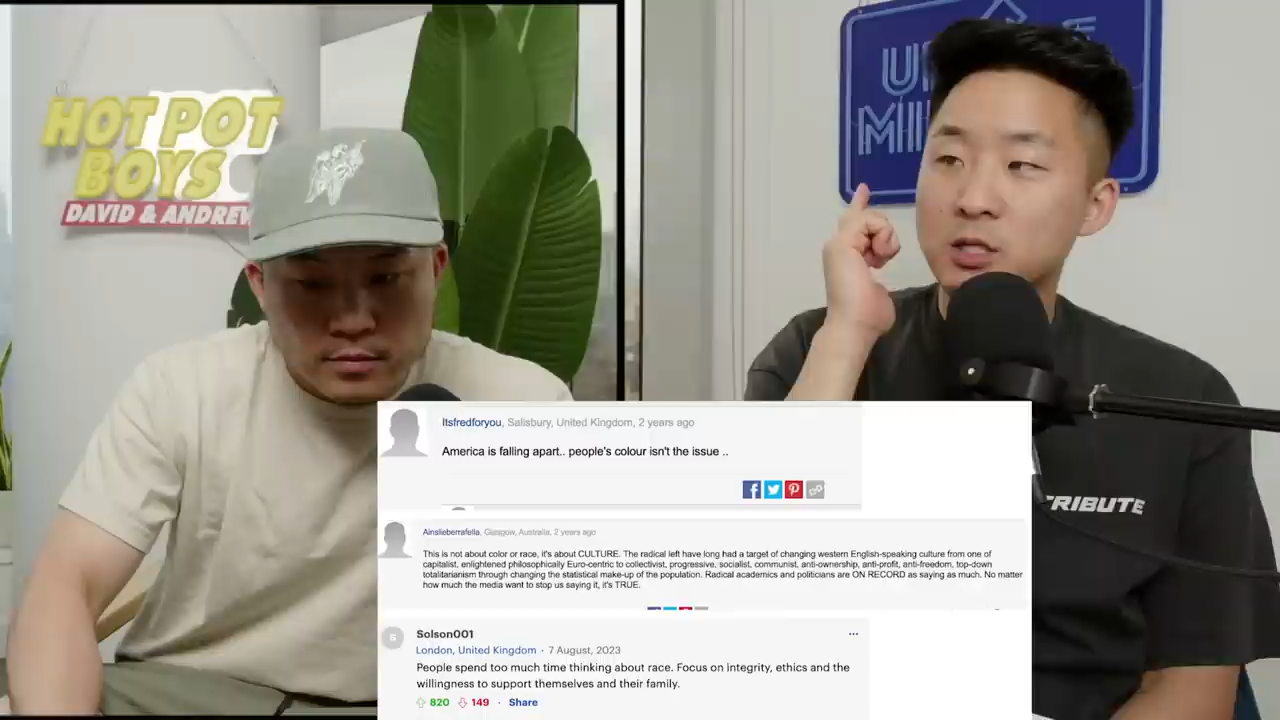 HOT POT
BOYS
DAVID & ANDREW
Itsfredforyou, Salisbury, United Kingdom, 2 years ago
America is falling apart.. people's colour isn't the issue ..
Ainslieberrafella, Glasgow, Australia, 2 years ago
This is not about color or race, it's about CULTURE. The radical left have long had a target of changing western English-speaking culture from one of
capitalist, enlightened philosophically Euro-centric to collectivist, progressive, socialist, communist, anti-ownership, anti-profit, anti-freedom, top-down
totalitarianism through changing the statistical make-up of the population. Radical academics and politicians are ON RECORD as saying as much. No matter
how much the media want to stop us saying it, it's TRUE.
S
Solson001
London, United Kingdom · 7 August, 2023
People spend too much time thinking about race. Focus on integrity, ethics and the
willingness to support themselves and their family.
820 149 · Share
TRIBUTE